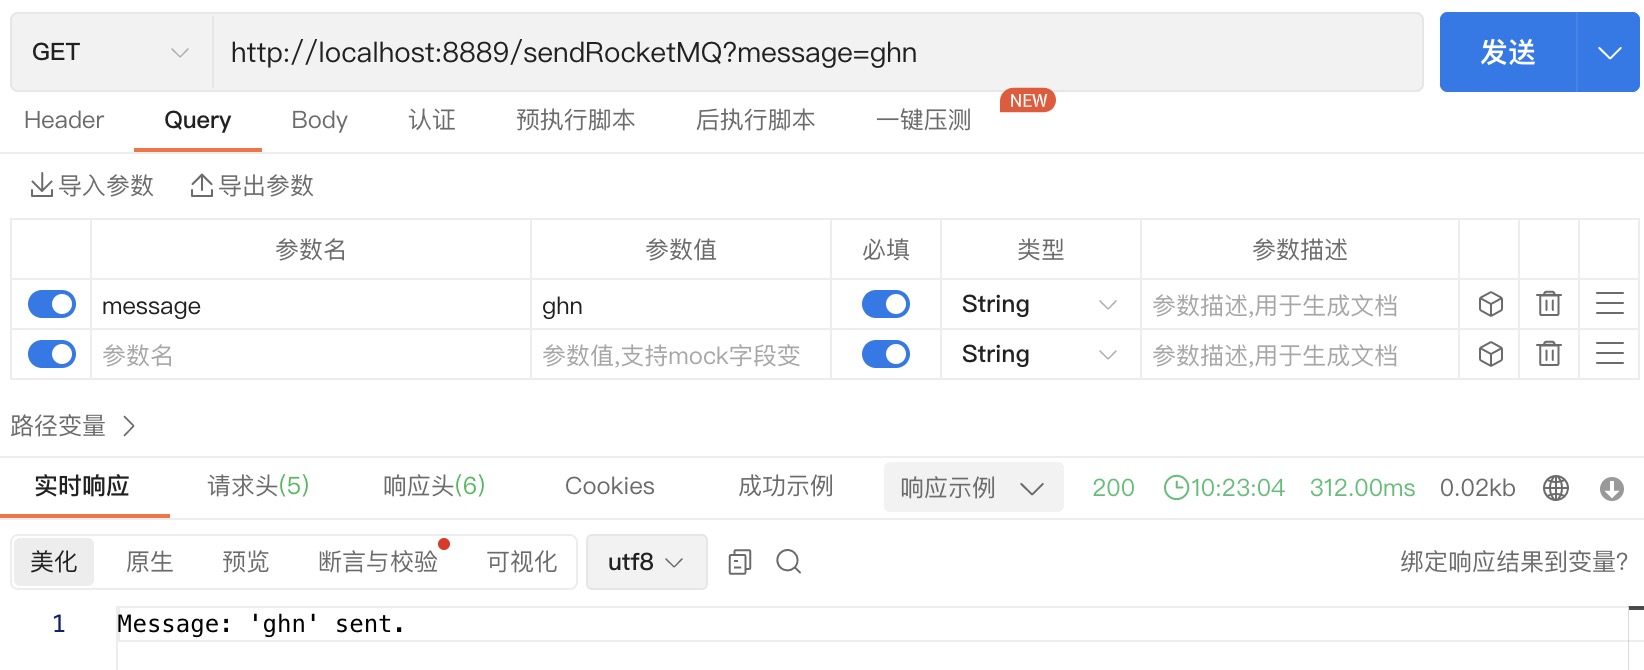 GET http://localhost:8889/sendRocketMQ?message=ghn 发送
Header Query Body 认证 预执行脚本 后执行脚本 一键压测 NEW
导入参数 导出参数
参数名 参数值 必填 类型 参数描述
message ghn String 参数描述,用于生成文档
参数名 参数值,支持mock字段变 String 参数描述,用于生成文档
路径变量
实时响应 请求头(5) 响应头(6) Cookies 成功示例 响应示例 200 10:23:04 312.00ms 0.02kb
美化 原生 预览 断言与校验 可视化 utf8 绑定响应结果到变量?
1 Message: 'ghn' sent.